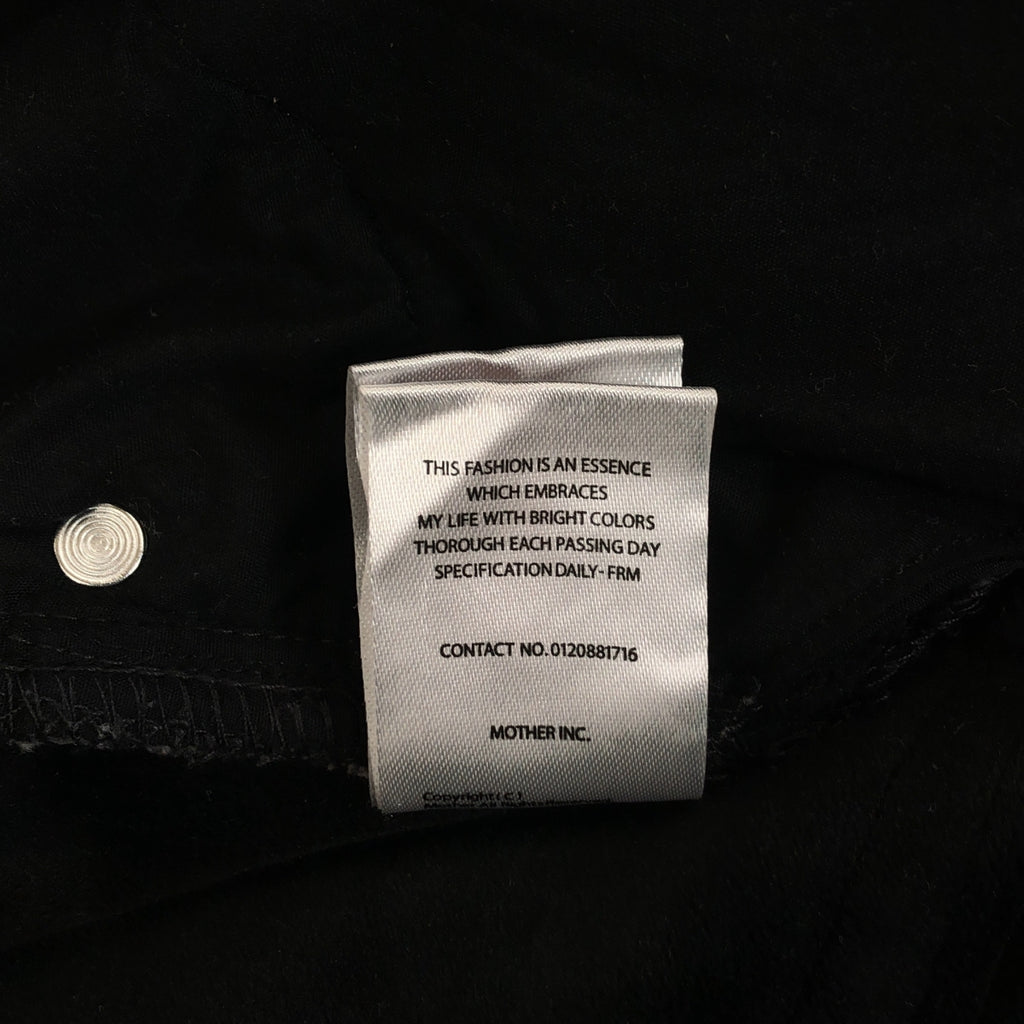 THIS FASHION IS AN ESSENCE
WHICH EMBRACES
MY LIFE WITH BRIGHT COLORS
THOROUGH EACH PASSING DAY
SPECIFICATION DAILY-FRM
CONTACT NO.0120881716
MOTHER INC.
Copyright(C)